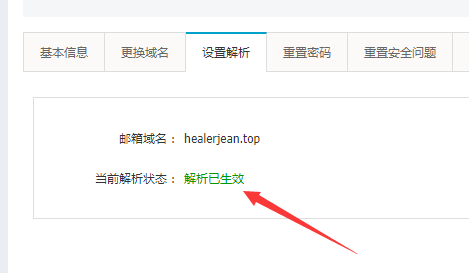 基本信息 更换域名 设置解析 重置密码 重置安全问题
邮箱域名： healerjean.top
当前解析状态： 解析已生效